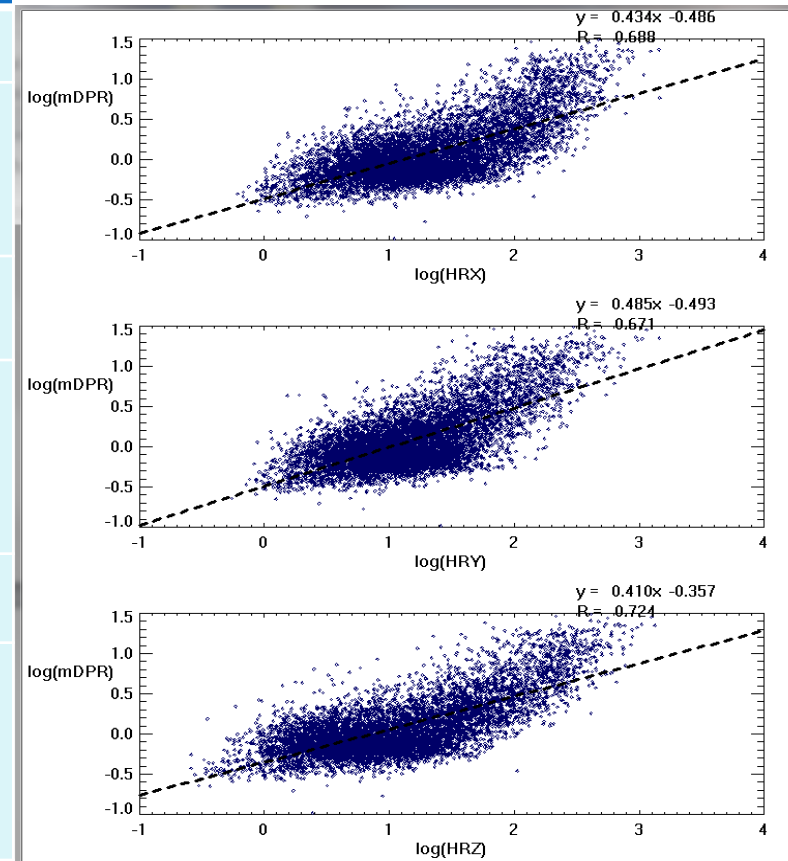 y = 0.434x -0.486
R = 0.688
1.5
1.0
log(mDPR)
0.5
0.0
-0.5
-1.0
-1 0 1 2 3 4
log(HRX)
y = 0.485x -0.493
R = 0.671
1.5
1.0
log(mDPR)
0.5
0.0
-0.5
-1.0
-1 0 1 2 3 4
log(HRY)
y = 0.410x -0.357
R = 0.724
1.5
1.0
log(mDPR)
0.5
0.0
-0.5
-1.0
-1 0 1 2 3 4
log(HRZ)